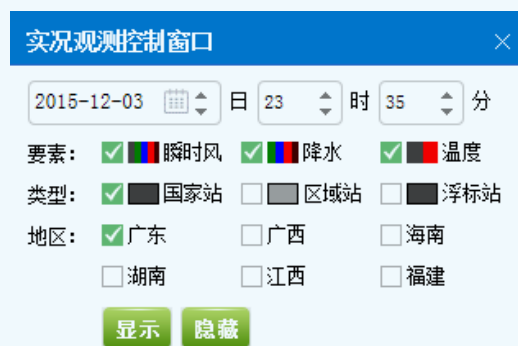 实况观测控制窗口
2015-12-03 日 23 时 35 分
要素: 瞬时风 降水 温度
类型: 国家站 区域站 浮标站
地区: 广东 广西 海南
湖南 江西 福建
显示 隐藏